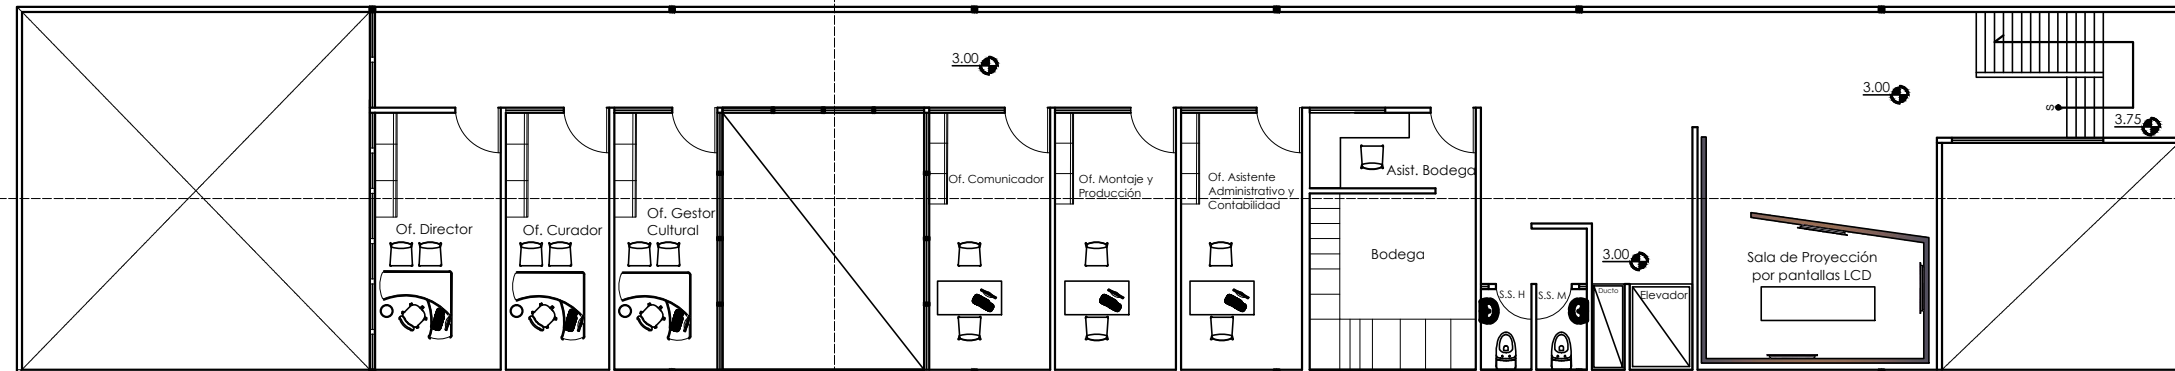 3.00
3.00
S
3.75
Of. Director
Of. Curador
Of. Gestor
Cultural
Of. Comunicador
Of. Montaje y
Producción
Of. Asistente
Administrativo y
Contabilidad
Asist. Bodega
Bodega
S.S. H
S.S. M
3.00
Ducto
Elevador
Sala de Proyección
por pantallas LCD